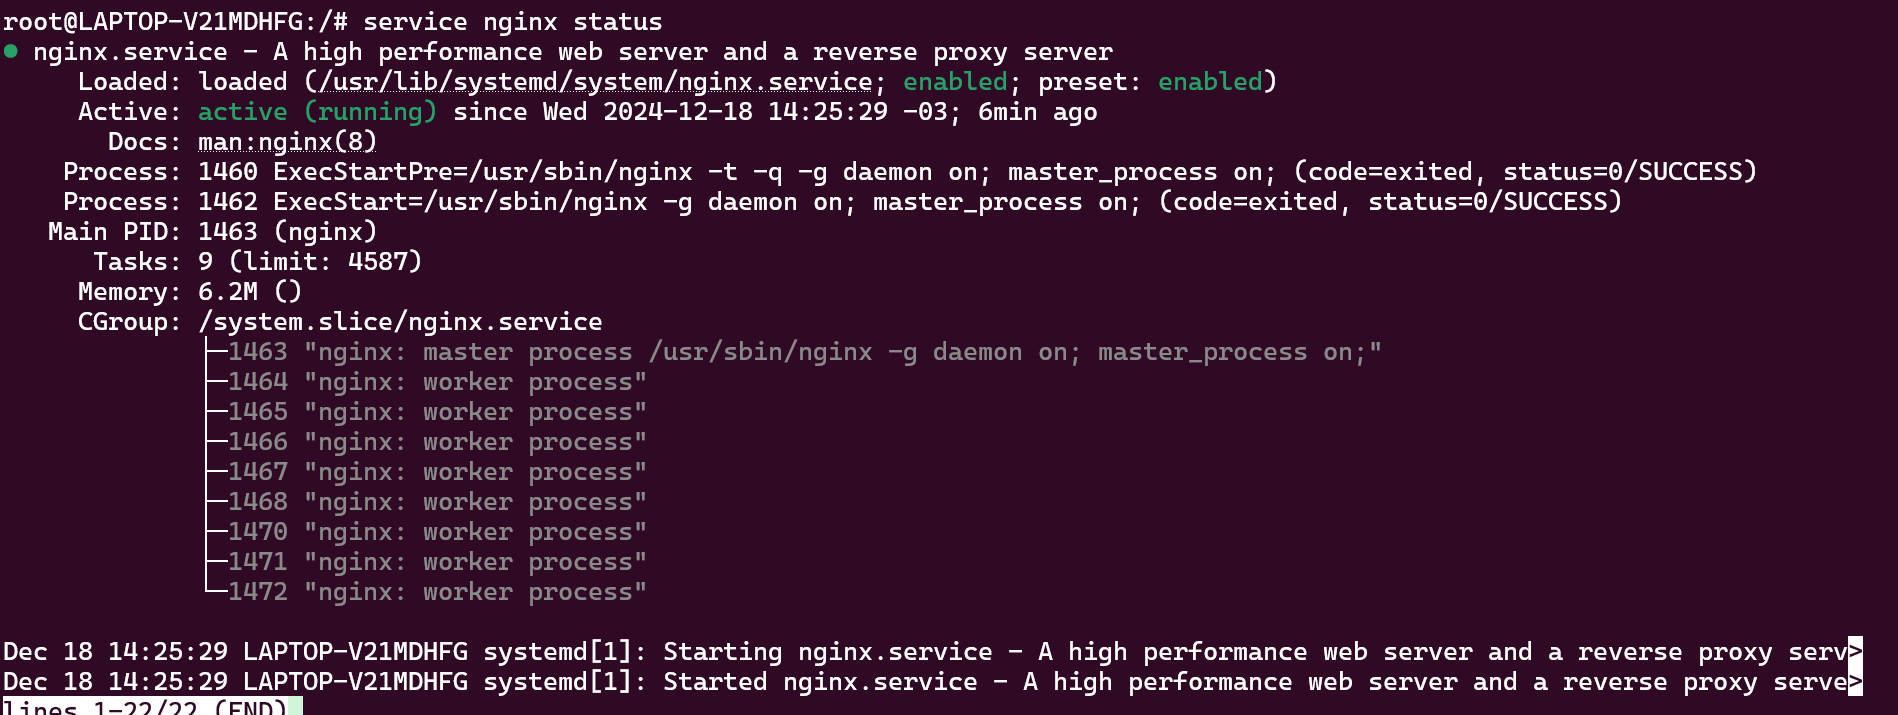 root@LAPTOP-V21MDHFG:/# service nginx status
● nginx.service - A high performance web server and a reverse proxy server
     Loaded: loaded (/usr/lib/systemd/system/nginx.service; enabled; preset: enabled)
     Active: active (running) since Wed 2024-12-18 14:25:29 -03; 6min ago
       Docs: man:nginx(8)
    Process: 1460 ExecStartPre=/usr/sbin/nginx -t -q -g daemon on; master_process on; (code=exited, status=0/SUCCESS)
    Process: 1462 ExecStart=/usr/sbin/nginx -g daemon on; master_process on; (code=exited, status=0/SUCCESS)
   Main PID: 1463 (nginx)
      Tasks: 9 (limit: 4587)
     Memory: 6.2M ()
     CGroup: /system.slice/nginx.service
             ├─1463 "nginx: master process /usr/sbin/nginx -g daemon on; master_process on;"
             ├─1464 "nginx: worker process"
             ├─1465 "nginx: worker process"
             ├─1466 "nginx: worker process"
             ├─1467 "nginx: worker process"
             ├─1468 "nginx: worker process"
             ├─1470 "nginx: worker process"
             ├─1471 "nginx: worker process"
             └─1472 "nginx: worker process"
Dec 18 14:25:29 LAPTOP-V21MDHFG systemd[1]: Starting nginx.service - A high performance web server and a reverse proxy serv>
Dec 18 14:25:29 LAPTOP-V21MDHFG systemd[1]: Started nginx.service - A high performance web server and a reverse proxy serve>
lines 1-22/22 (END)